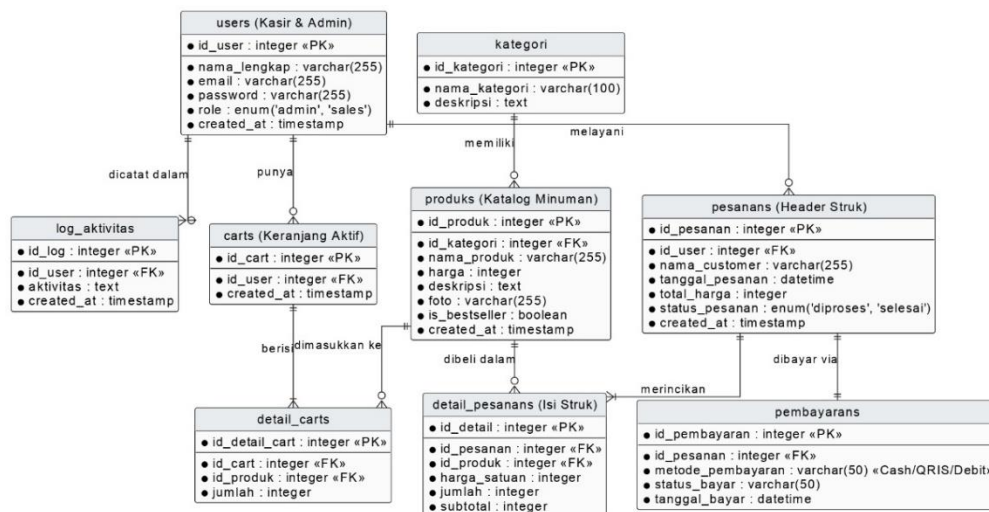 users (Kasir & Admin)
id_user : integer «PK»
nama_lengkap : varchar(255)
email : varchar(255)
password : varchar(255)
role : enum('admin', 'sales')
created_at : timestamp
kategori
id_kategori : integer «PK»
nama_kategori : varchar(100)
deskripsi : text
dicatat dalam
punya
memiliki
melayani
log_aktivitas
id_log : integer «PK»
id_user : integer «FK»
aktivitas : text
created_at : timestamp
carts (Keranjang Aktif)
id_cart : integer «PK»
id_user : integer «FK»
created_at : timestamp
produks (Katalog Minuman)
id_produk : integer «PK»
id_kategori : integer «FK»
nama_produk : varchar(255)
harga : integer
deskripsi : text
foto : varchar(255)
is_bestseller : boolean
created_at : timestamp
pesanans (Header Struk)
id_pesanan : integer «PK»
id_user : integer «FK»
nama_customer : varchar(255)
tanggal_pesanan : datetime
total_harga : integer
status_pesanan : enum('diproses', 'selesai')
created_at : timestamp
berisi
dimasukkan ke
dibeli dalam
merincikan
dibayar via
detail_carts
id_detail_cart : integer «PK»
id_cart : integer «FK»
id_produk : integer «FK»
jumlah : integer
detail_pesanans (Isi Struk)
id_detail : integer «PK»
id_pesanan : integer «FK»
id_produk : integer «FK»
harga_satuan : integer
jumlah : integer
subtotal : integer
pembayarans
id_pembayaran : integer «PK»
id_pesanan : integer «FK»
metode_pembayaran : varchar(50) «Cash/QRIS/Debit»
status_bayar : varchar(50)
tanggal_bayar : datetime